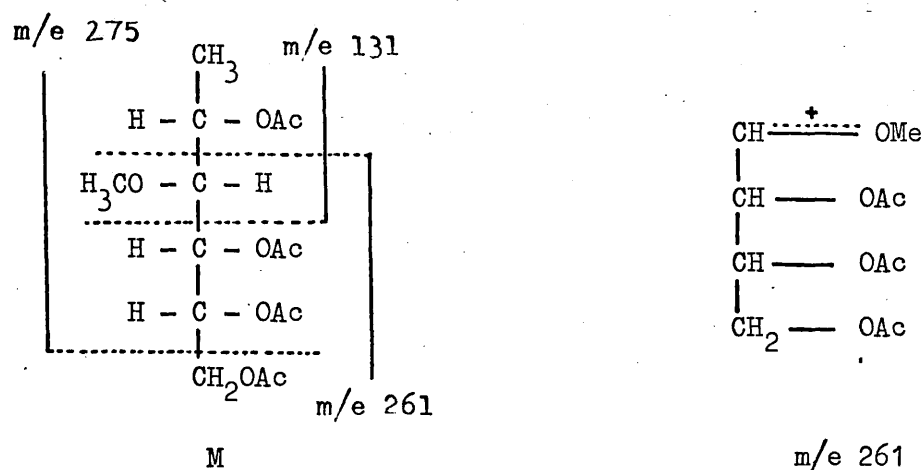 m/e 275
m/e 131
CH3
H – C – OAc
H3CO – C – H
H – C – OAc
H – C – OAc
CH2OAc
m/e 261
M
+
CH OMe
CH — OAc
CH — OAc
CH2 — OAc
m/e 261